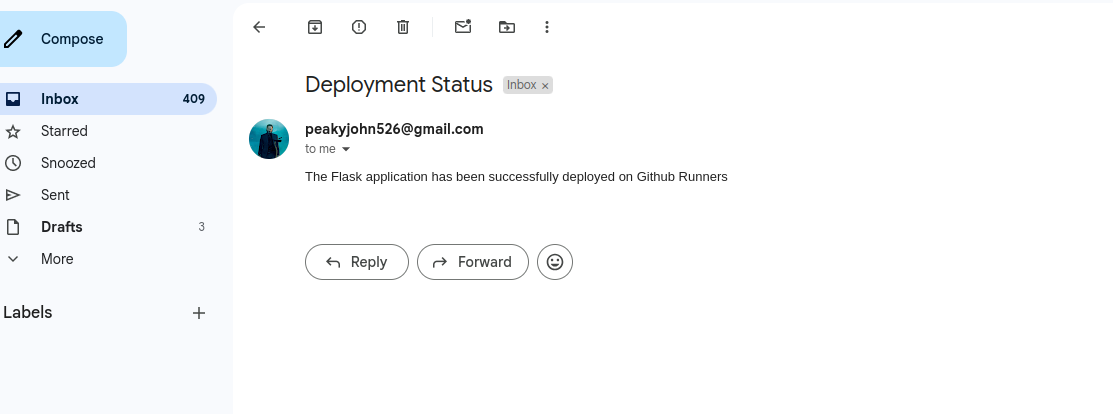 Compose
Inbox 409
Starred
Snoozed
Sent
Drafts 3
More
Labels
Deployment Status Inbox ×
peakyjohn526@gmail.com
to me
The Flask application has been successfully deployed on Github Runners
Reply Forward